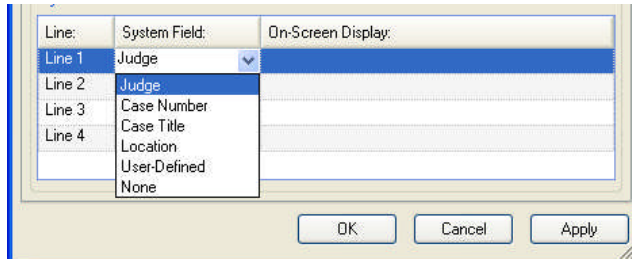 Line: System Field: On-Screen Display:
Line 1 Judge
Line 2 Judge
Line 3 Case Number
Case Title
Line 4 Location
User-Defined
None
OK Cancel Apply